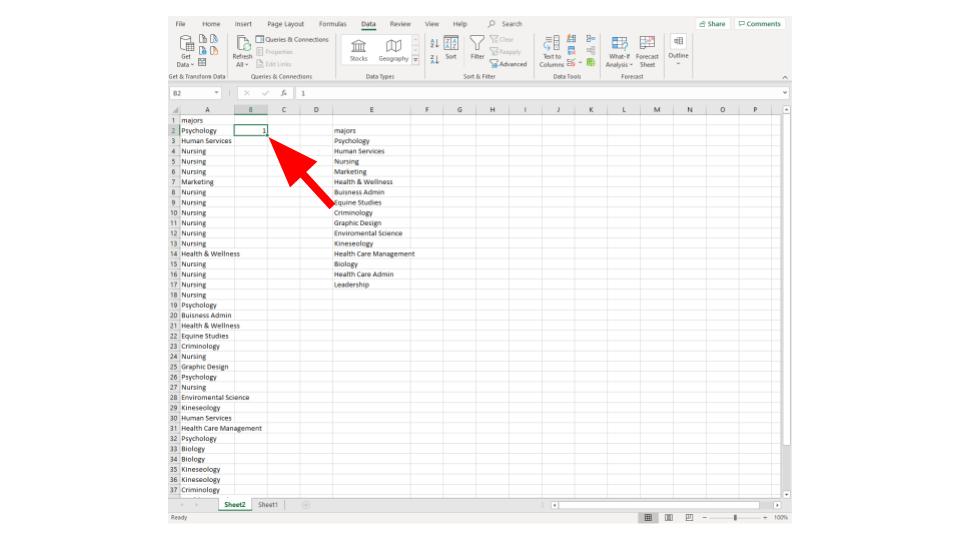 File Home Insert Page Layout Formulas Data Review View Help Search Share Comments
Get Data Refresh All Queries & Connections Properties Edit Links Stocks Geography Sort Filter Clear Reapply Advanced Text to Columns What-If Analysis Forecast Sheet Outline
Get & Transform Data Queries & Connections Data Types Sort & Filter Data Tools Forecast
B2 fx 1
A B C D E F G H I J K L M N O P
1 majors
2 Psychology 1 majors
3 Human Services Psychology
4 Nursing Human Services
5 Nursing Nursing
6 Nursing Marketing
7 Marketing Health & Wellness
8 Nursing Buisness Admin
9 Nursing Equine Studies
10 Nursing Criminology
11 Nursing Graphic Design
12 Nursing Enviromental Science
13 Nursing Kineseology
14 Health & Wellness Health Care Management
15 Nursing Biology
16 Nursing Health Care Admin
17 Nursing Leadership
18 Nursing
19 Psychology
20 Buisness Admin
21 Health & Wellness
22 Equine Studies
23 Criminology
24 Nursing
25 Graphic Design
26 Psychology
27 Nursing
28 Enviromental Science
29 Kineseology
30 Human Services
31 Health Care Management
32 Psychology
33 Biology
34 Biology
35 Kineseology
36 Kineseology
37 Criminology
Sheet2 Sheet1
Ready 100%